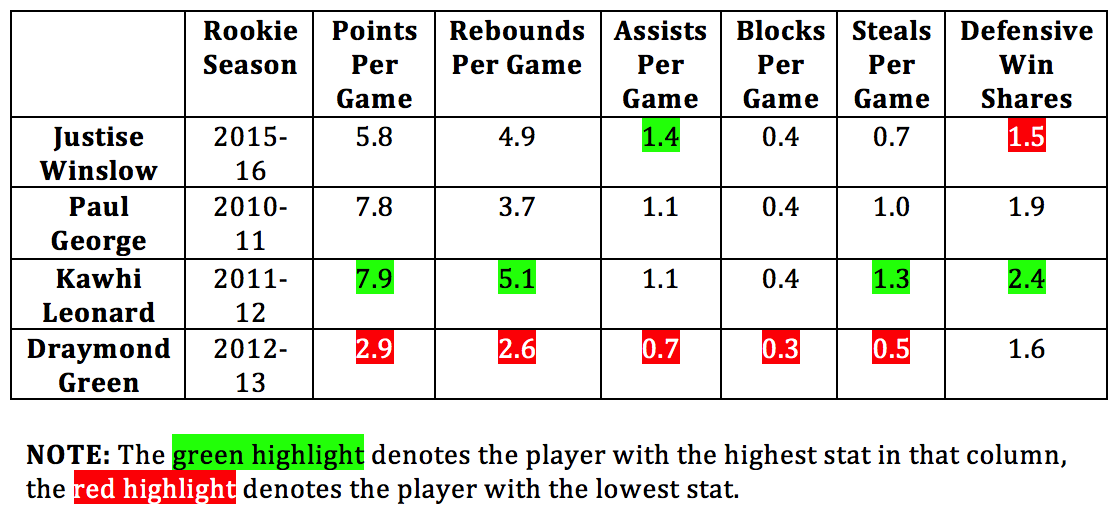 Rookie Season Points Per Game Rebounds Per Game Assists Per Game Blocks Per Game Steals Per Game Defensive Win Shares
Justise Winslow 2015-16 5.8 4.9 1.4 0.4 0.7 1.5
Paul George 2010-11 7.8 3.7 1.1 0.4 1.0 1.9
Kawhi Leonard 2011-12 7.9 5.1 1.1 0.4 1.3 2.4
Draymond Green 2012-13 2.9 2.6 0.7 0.3 0.5 1.6
NOTE: The green highlight denotes the player with the highest stat in that column,
the red highlight denotes the player with the lowest stat.